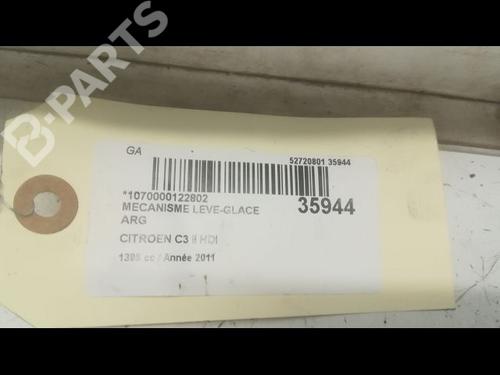 B-PARTS
GA
52720801 35944
*1070000122802
35944
MECANISME LEVE-GLACE
ARG
CITROEN C3 II HDI
1398 cc / Année 2011